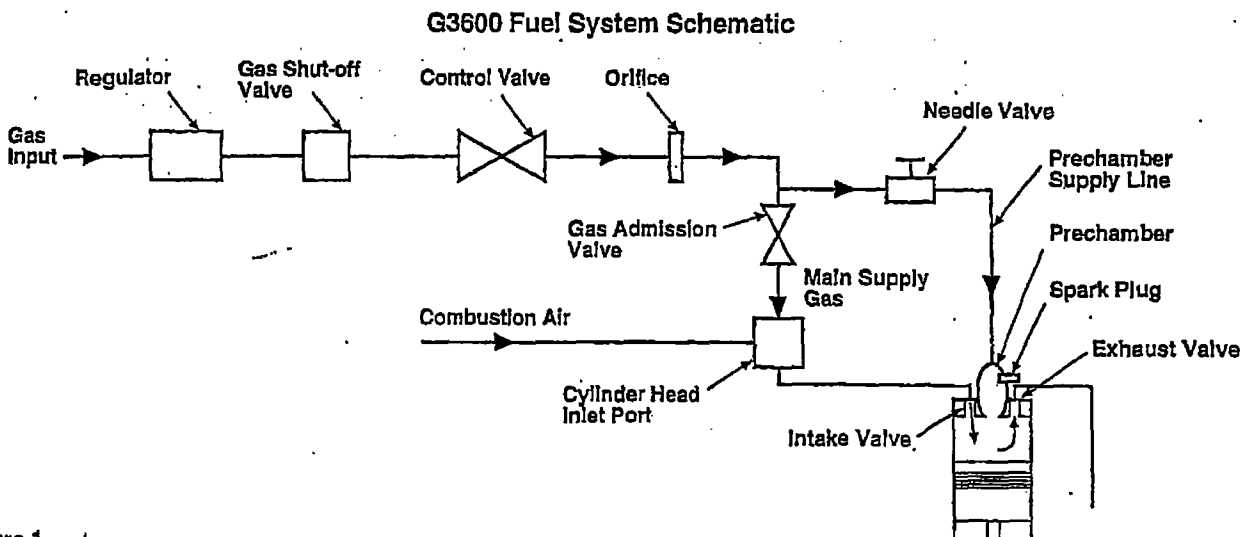 G3600 Fuel System Schematic
Regulator
Gas Shut-off
Valve
Control Valve
Orifice
Needle Valve
Gas
Input
Prechamber
Supply Line
Gas Admission
Valve
Prechamber
Main Supply
Gas
Spark Plug
Combustion Air
Exhaust Valve
Cylinder Head
Inlet Port
Intake Valve